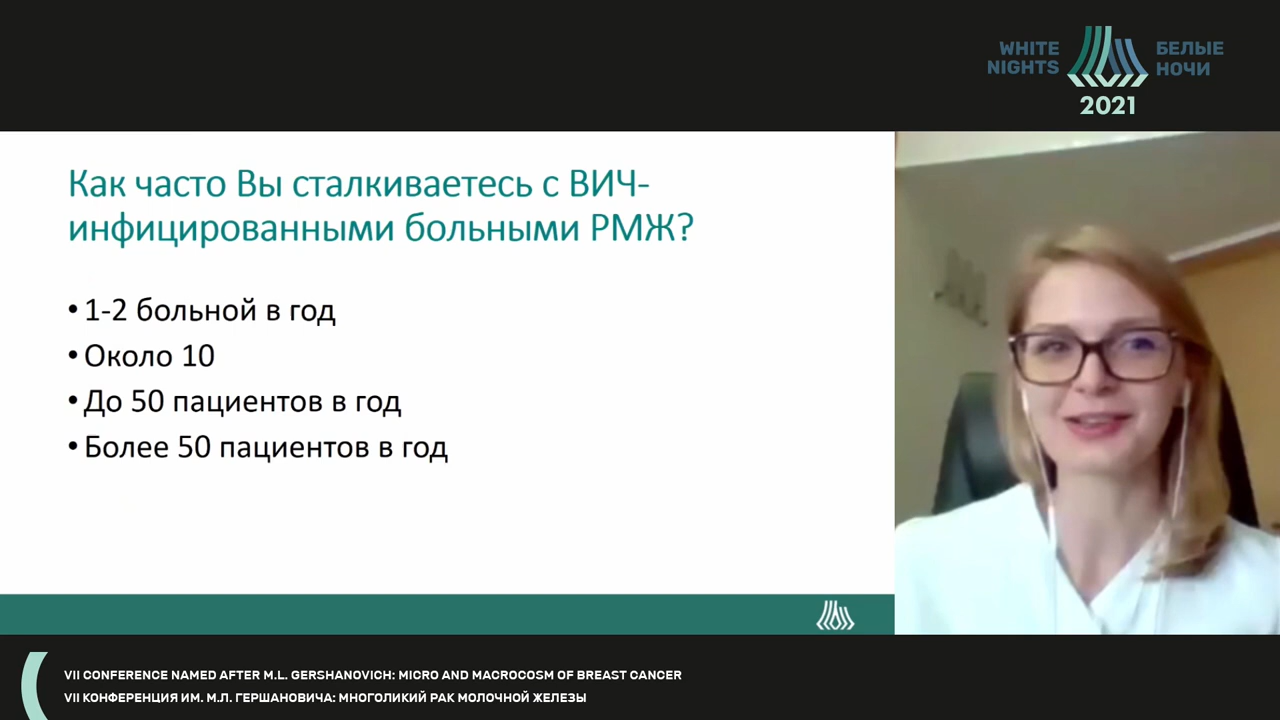 WHITE NIGHTS
БЕЛЫЕ НОЧИ
2021
Как часто Вы сталкиваетесь с ВИЧ-
инфицированными больными РМЖ?
•1-2 больной в год
•Около 10
•До 50 пациентов в год
•Более 50 пациентов в год
VII CONFERENCE NAMED AFTER M.L. GERSHANOVICH: MICRO AND MACROCOSM OF BREAST CANCER
VII КОНФЕРЕНЦИЯ ИМ. М.Л. ГЕРШАНОВИЧА: МНОГОЛИКИЙ РАК МОЛОЧНОЙ ЖЕЛЕЗЫ